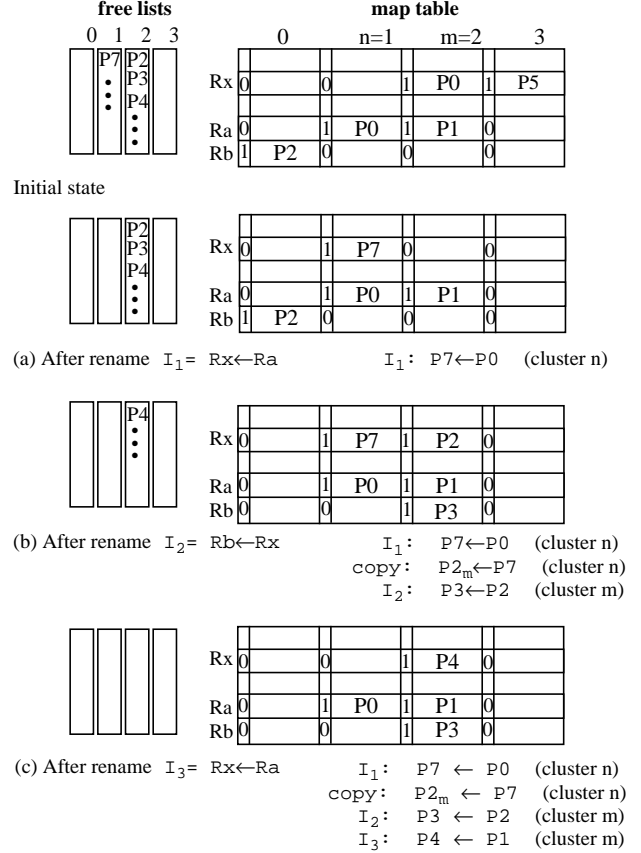 free lists map table
0 1 2 3 0 n=1 m=2 3
P7 P2
P3
P4
Rx 0 0 1 P0 1 P5
Ra 0 1 P0 1 P1 0
Rb 1 P2 0 0 0
Initial state
P2
P3
P4
Rx 0 1 P7 0 0
Ra 0 1 P0 1 P1 0
Rb 1 P2 0 0 0
(a) After rename I1= Rx←Ra I1: P7←P0 (cluster n)
P4
Rx 0 1 P7 1 P2 0
Ra 0 1 P0 1 P1 0
Rb 0 0 1 P3 0
(b) After rename I2= Rb←Rx I1: P7←P0 (cluster n)
copy: P2m←P7 (cluster n)
I2: P3←P2 (cluster m)
Rx 0 0 1 P4 0
Ra 0 1 P0 1 P1 0
Rb 0 0 1 P3 0
(c) After rename I3= Rx←Ra I1: P7 ← P0 (cluster n)
copy: P2m ← P7 (cluster n)
I2: P3 ← P2 (cluster m)
I3: P4 ← P1 (cluster m)